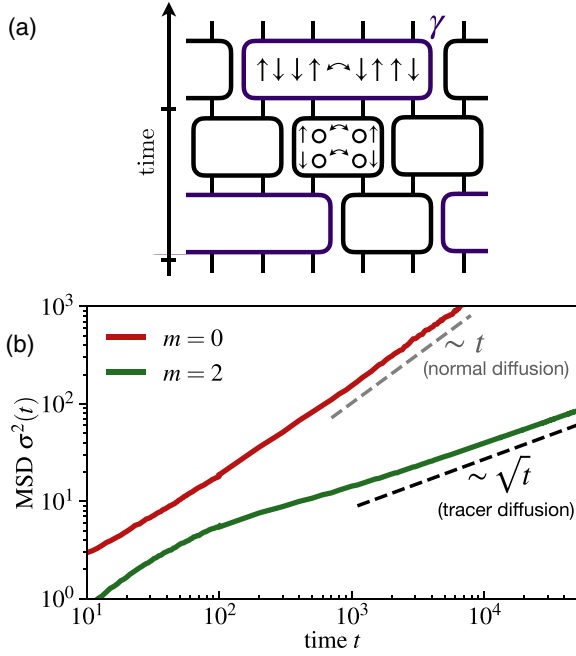 (a)
γ
↑↓↓↑ ↷ ↓↑↑↓
↑ ○ ↷ ○ ↑
↓ ○ ↷ ○ ↓
time
(b)
MSD σ²(t)
10³
10²
10¹
10⁰
m = 0
m = 2
~ t
(normal diffusion)
~ √t
(tracer diffusion)
10¹ 10² 10³ 10⁴
time t